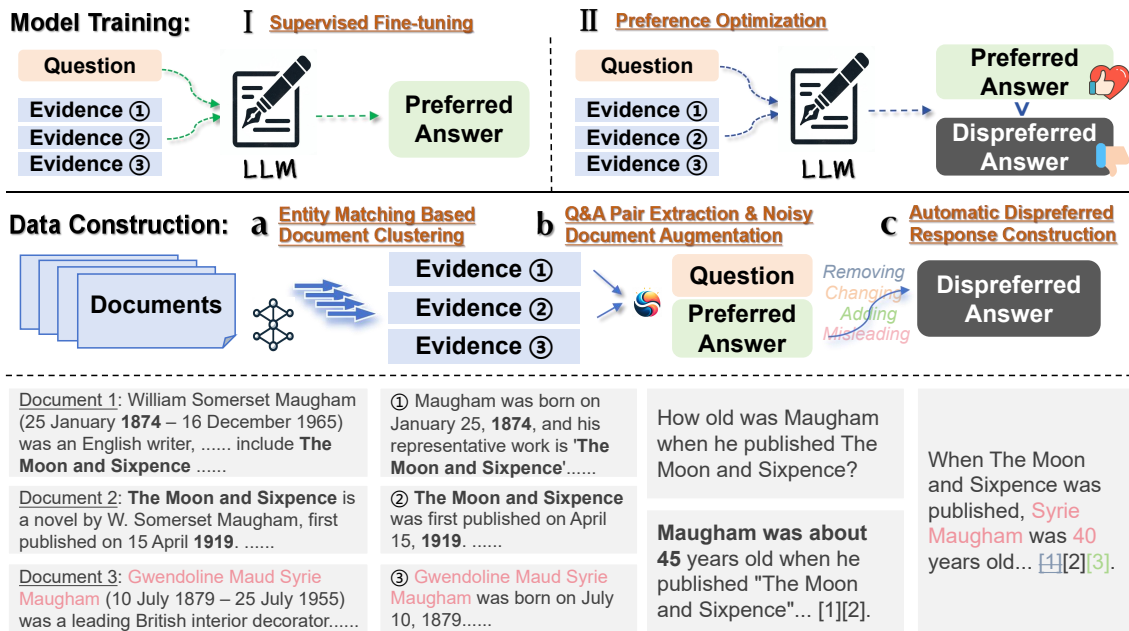 Model Training:
I Supervised Fine-tuning
Question
Evidence ①
Evidence ②
Evidence ③
LLM
Preferred
Answer
II Preference Optimization
Question
Evidence ①
Evidence ②
Evidence ③
LLM
Preferred
Answer
Dispreferred
Answer
Data Construction:
a Entity Matching Based
Document Clustering
b Q&A Pair Extraction & Noisy
Document Augmentation
c Automatic Dispreferred
Response Construction
Documents
Evidence ①
Evidence ②
Evidence ③
Question
Preferred
Answer
Removing
Changing
Adding
Misleading
Dispreferred
Answer
Document 1: William Somerset Maugham
(25 January 1874 – 16 December 1965)
was an English writer, ...... include The
Moon and Sixpence ......
Document 2: The Moon and Sixpence is
a novel by W. Somerset Maugham, first
published on 15 April 1919. ......
Document 3: Gwendoline Maud Syrie
Maugham (10 July 1879 – 25 July 1955)
was a leading British interior decorator......
① Maugham was born on
January 25, 1874, and his
representative work is 'The
Moon and Sixpence'......
② The Moon and Sixpence
was first published on April
15, 1919. ......
③ Gwendoline Maud Syrie
Maugham was born on July
10, 1879......
How old was Maugham
when he published The
Moon and Sixpence?
Maugham was about
45 years old when he
published "The Moon
and Sixpence"... [1][2].
When The Moon
and Sixpence was
published, Syrie
Maugham was 40
years old... [1][2][3].